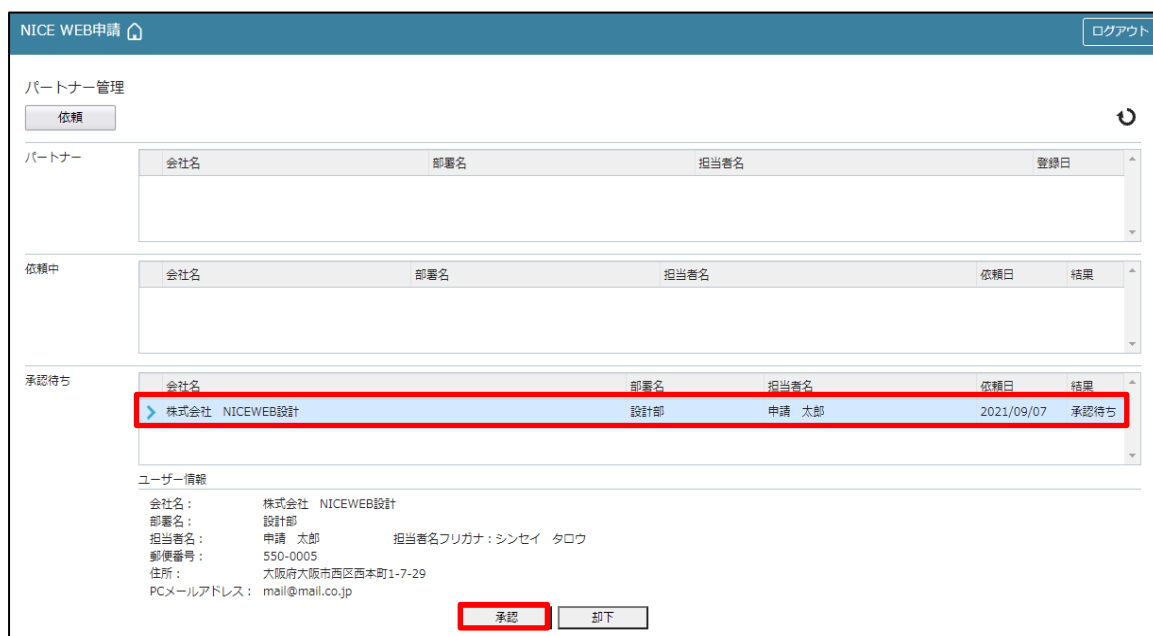 NICE WEB申請 ログアウト
パートナー管理
依頼
パートナー 会社名 部署名 担当者名 登録日
依頼中 会社名 部署名 担当者名 依頼日 結果
承認待ち 会社名 部署名 担当者名 依頼日 結果
株式会社　NICEWEB設計 設計部 申請　太郎 2021/09/07 承認待ち
ユーザー情報
会社名： 株式会社　NICEWEB設計
部署名： 設計部
担当者名： 申請　太郎 担当者名フリガナ：シンセイ　タロウ
郵便番号： 550-0005
住所： 大阪府大阪市西区西本町1-7-29
PCメールアドレス： mail@mail.co.jp
承認 却下